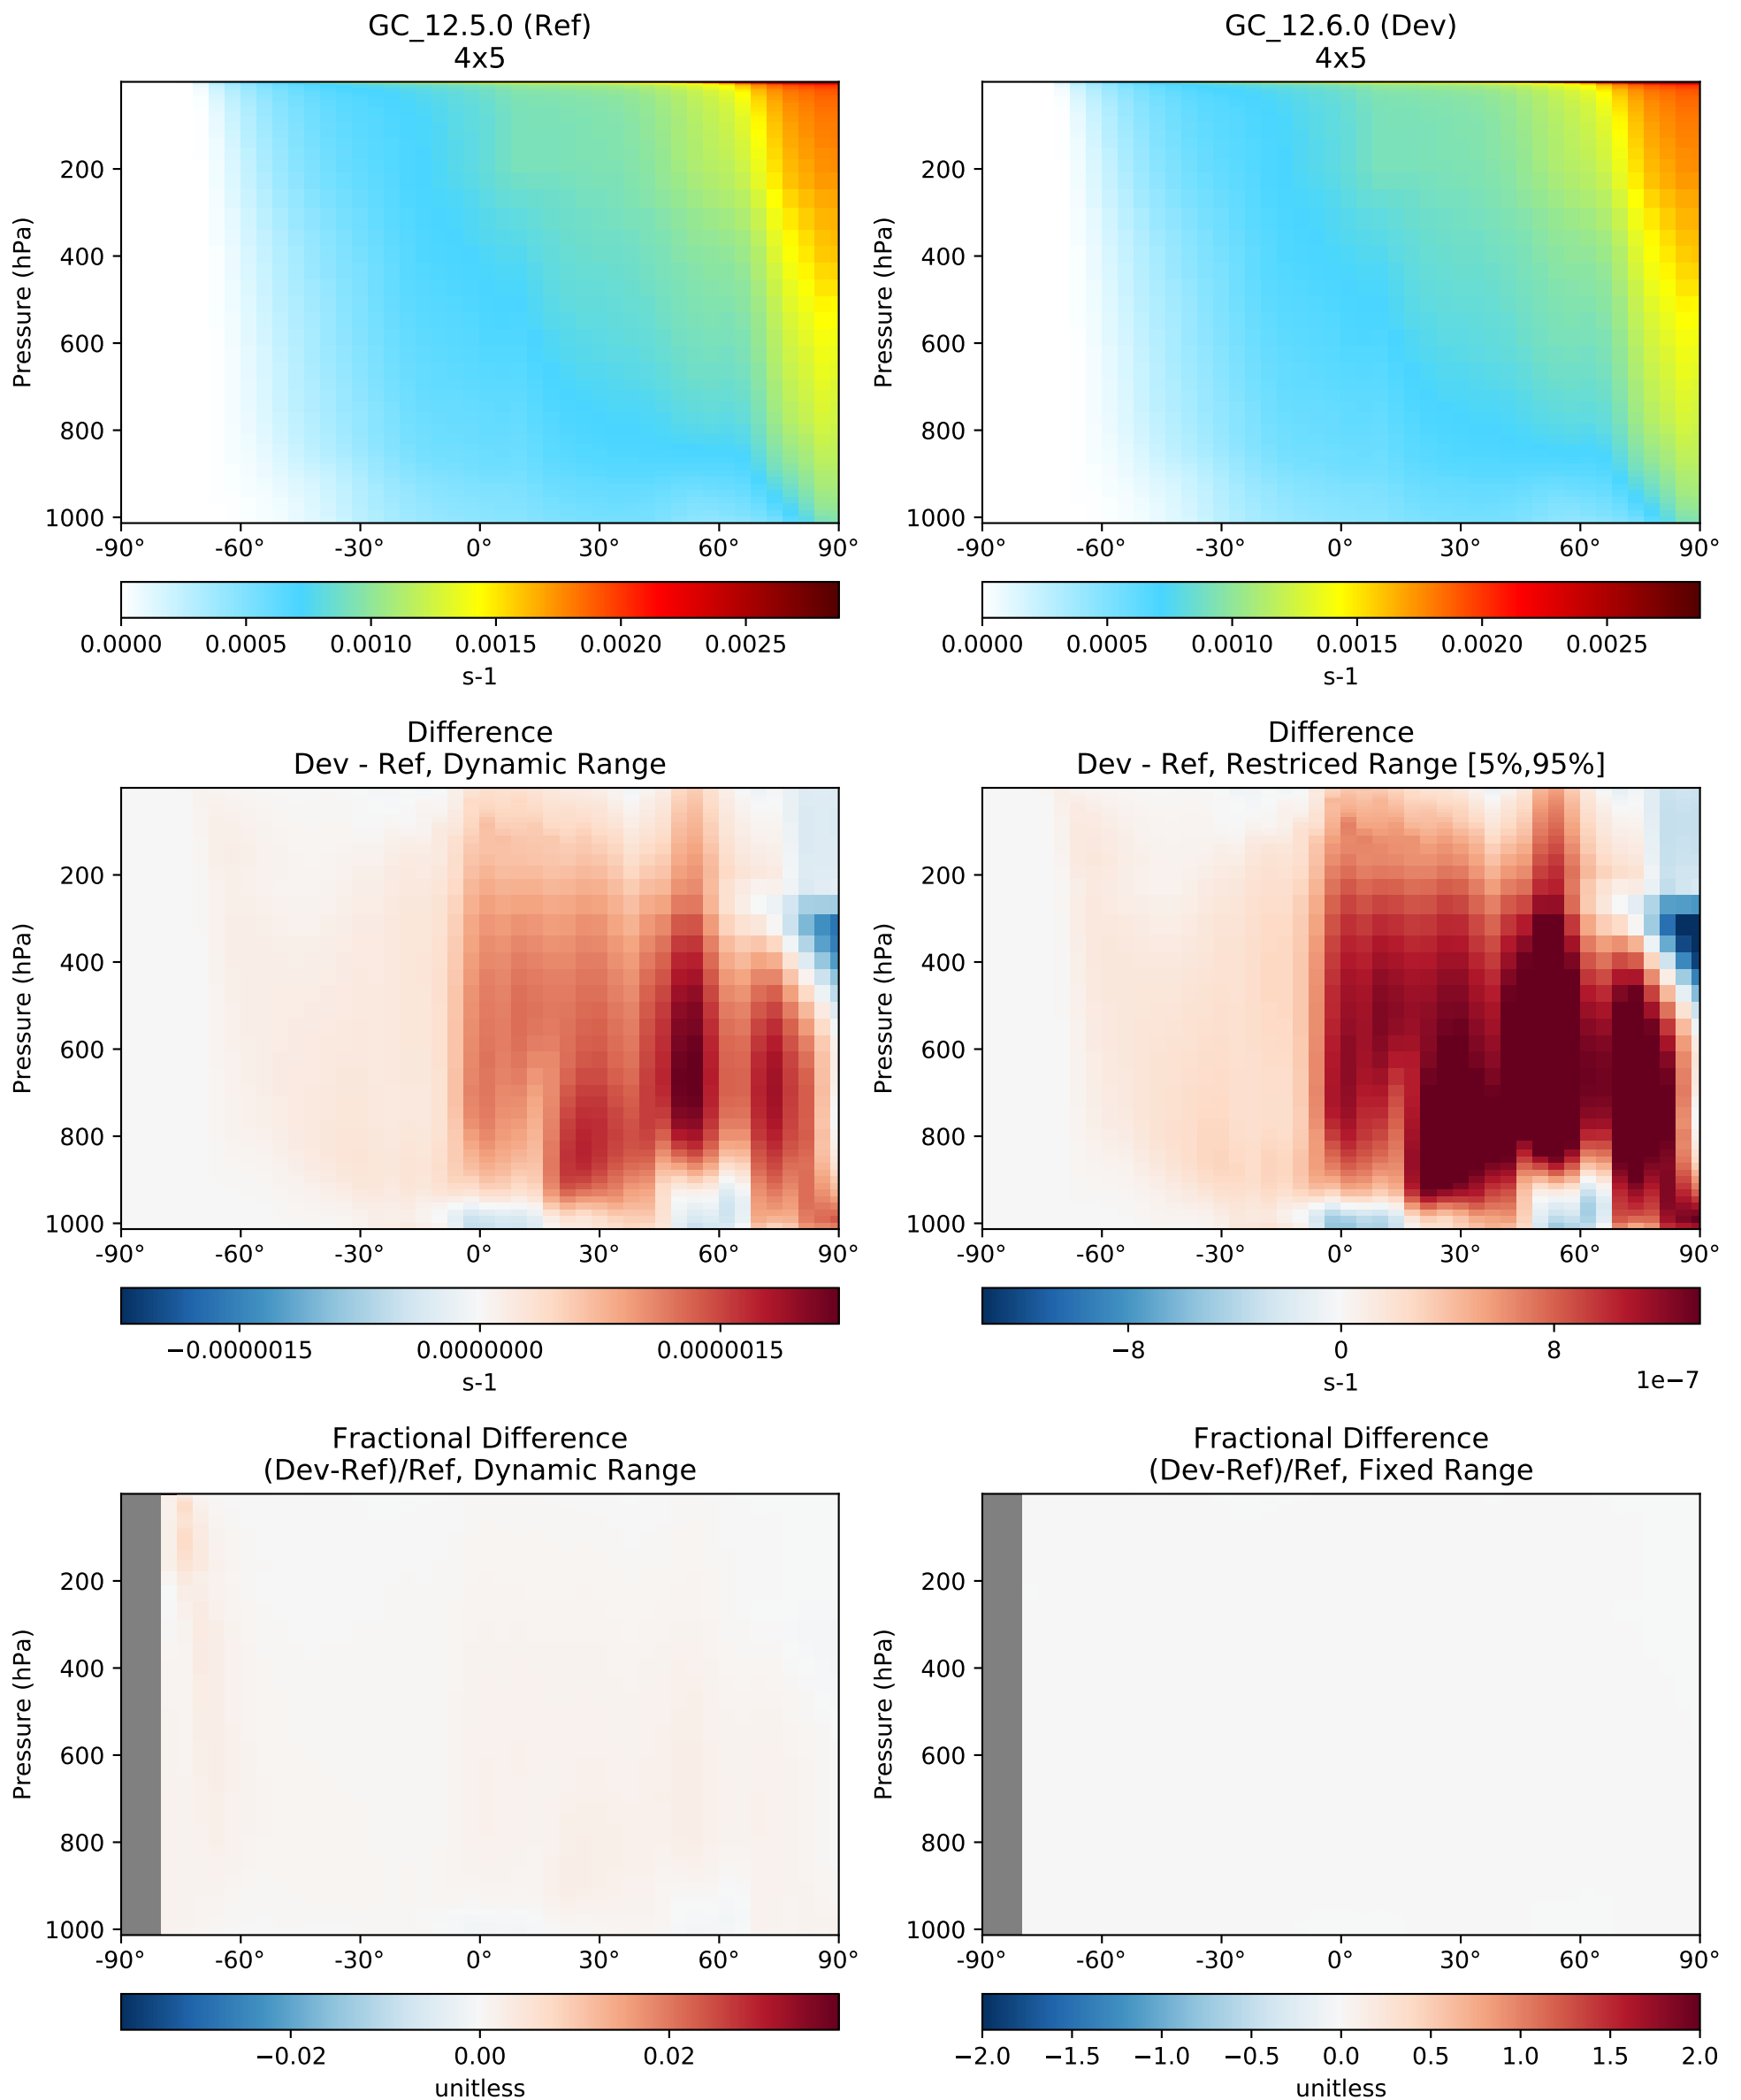 GC_12.5.0 (Ref)
4x5
Pressure (hPa)
200
400
600
800
1000
-90° -60° -30° 0° 30° 60° 90°
0.0000 0.0005 0.0010 0.0015 0.0020 0.0025
s-1
GC_12.6.0 (Dev)
4x5
Pressure (hPa)
200
400
600
800
1000
-90° -60° -30° 0° 30° 60° 90°
0.0000 0.0005 0.0010 0.0015 0.0020 0.0025
s-1
Difference
Dev - Ref, Dynamic Range
Pressure (hPa)
200
400
600
800
1000
-90° -60° -30° 0° 30° 60° 90°
−0.0000015 0.0000000 0.0000015
s-1
Difference
Dev - Ref, Restriced Range [5%,95%]
Pressure (hPa)
200
400
600
800
1000
-90° -60° -30° 0° 30° 60° 90°
−8 0 8
1e−7
s-1
Fractional Difference
(Dev-Ref)/Ref, Dynamic Range
Pressure (hPa)
200
400
600
800
1000
-90° -60° -30° 0° 30° 60° 90°
−0.02 0.00 0.02
unitless
Fractional Difference
(Dev-Ref)/Ref, Fixed Range
Pressure (hPa)
200
400
600
800
1000
-90° -60° -30° 0° 30° 60° 90°
−2.0 −1.5 −1.0 −0.5 0.0 0.5 1.0 1.5 2.0
unitless